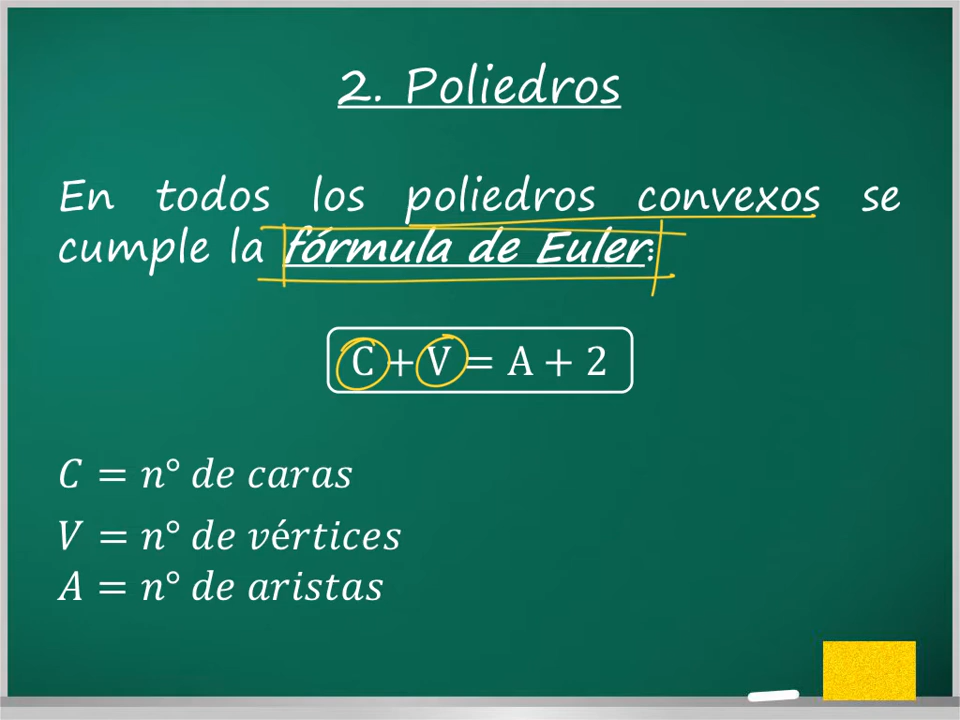 2. Poliedros
En todos los poliedros convexos se
cumple la fórmula de Euler:
C + V = A + 2
C = n° de caras
V = n° de vértices
A = n° de aristas